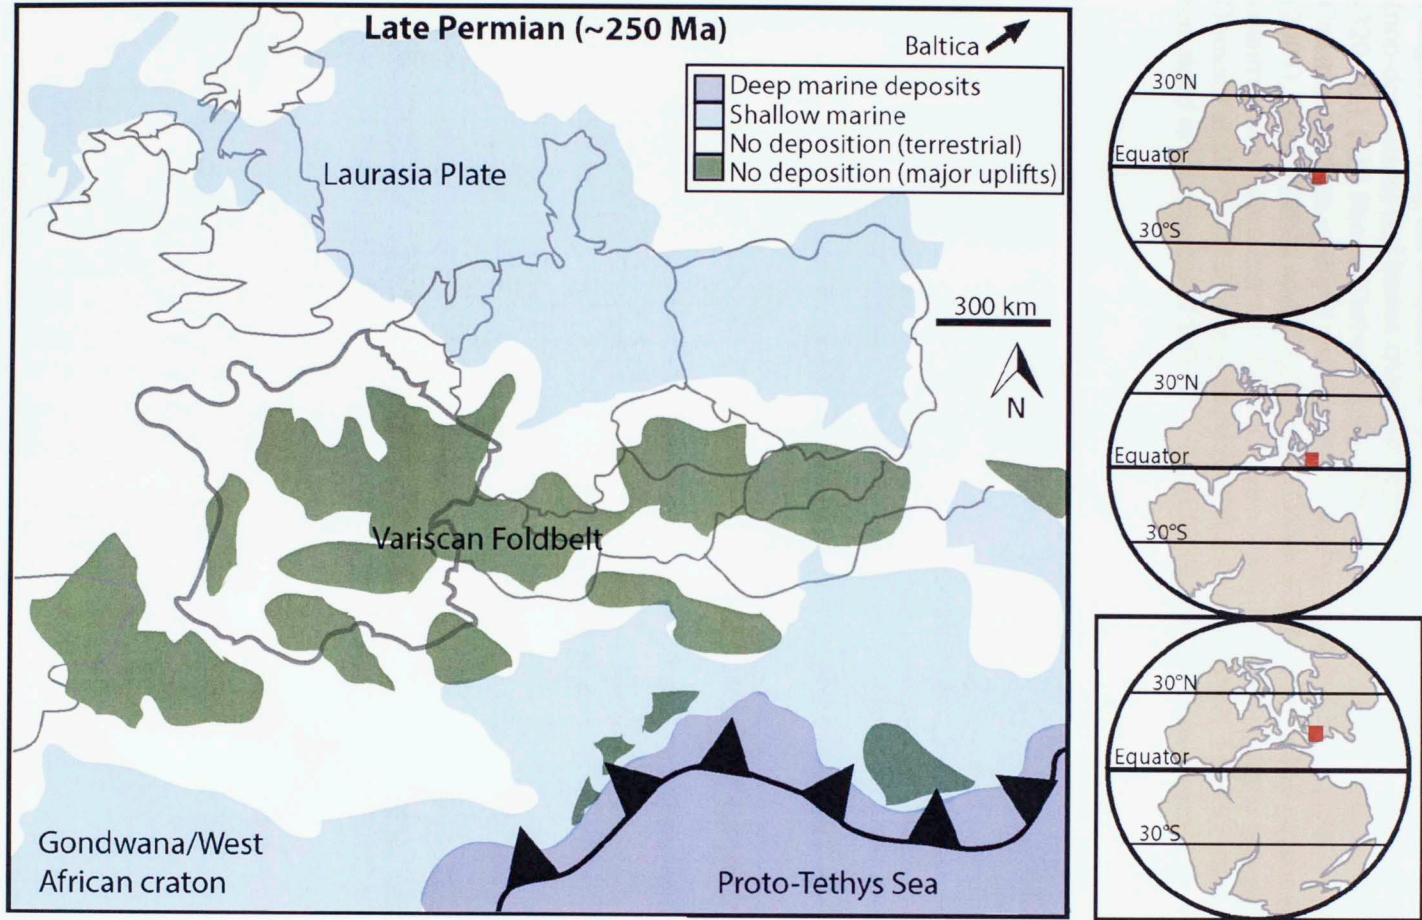 Late Permian (~250 Ma)
Baltica
Deep marine deposits
Shallow marine
No deposition (terrestrial)
No deposition (major uplifts)
Laurasia Plate
300 km
N
Variscan Foldbelt
Gondwana/West
African craton
Proto-Tethys Sea
30°N
Equator
30°S
30°N
Equator
30°S
30°N
Equator
30°S